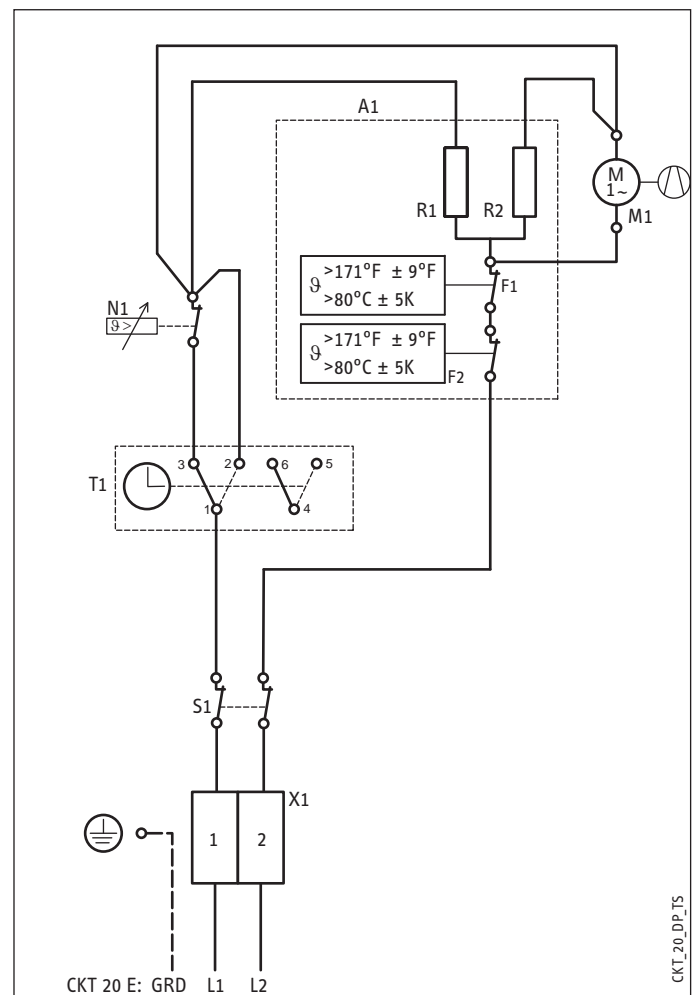 A1
M
1~
M1
R1
R2
ϑ
>171°F ± 9°F
>80°C ± 5K
F1
N1
ϑ>
ϑ
>171°F ± 9°F
>80°C ± 5K
F2
T1
3
2
6
5
1
4
S1
X1
1
2
CKT 20 E: GRD L1 L2
CKT_20_DP_TS